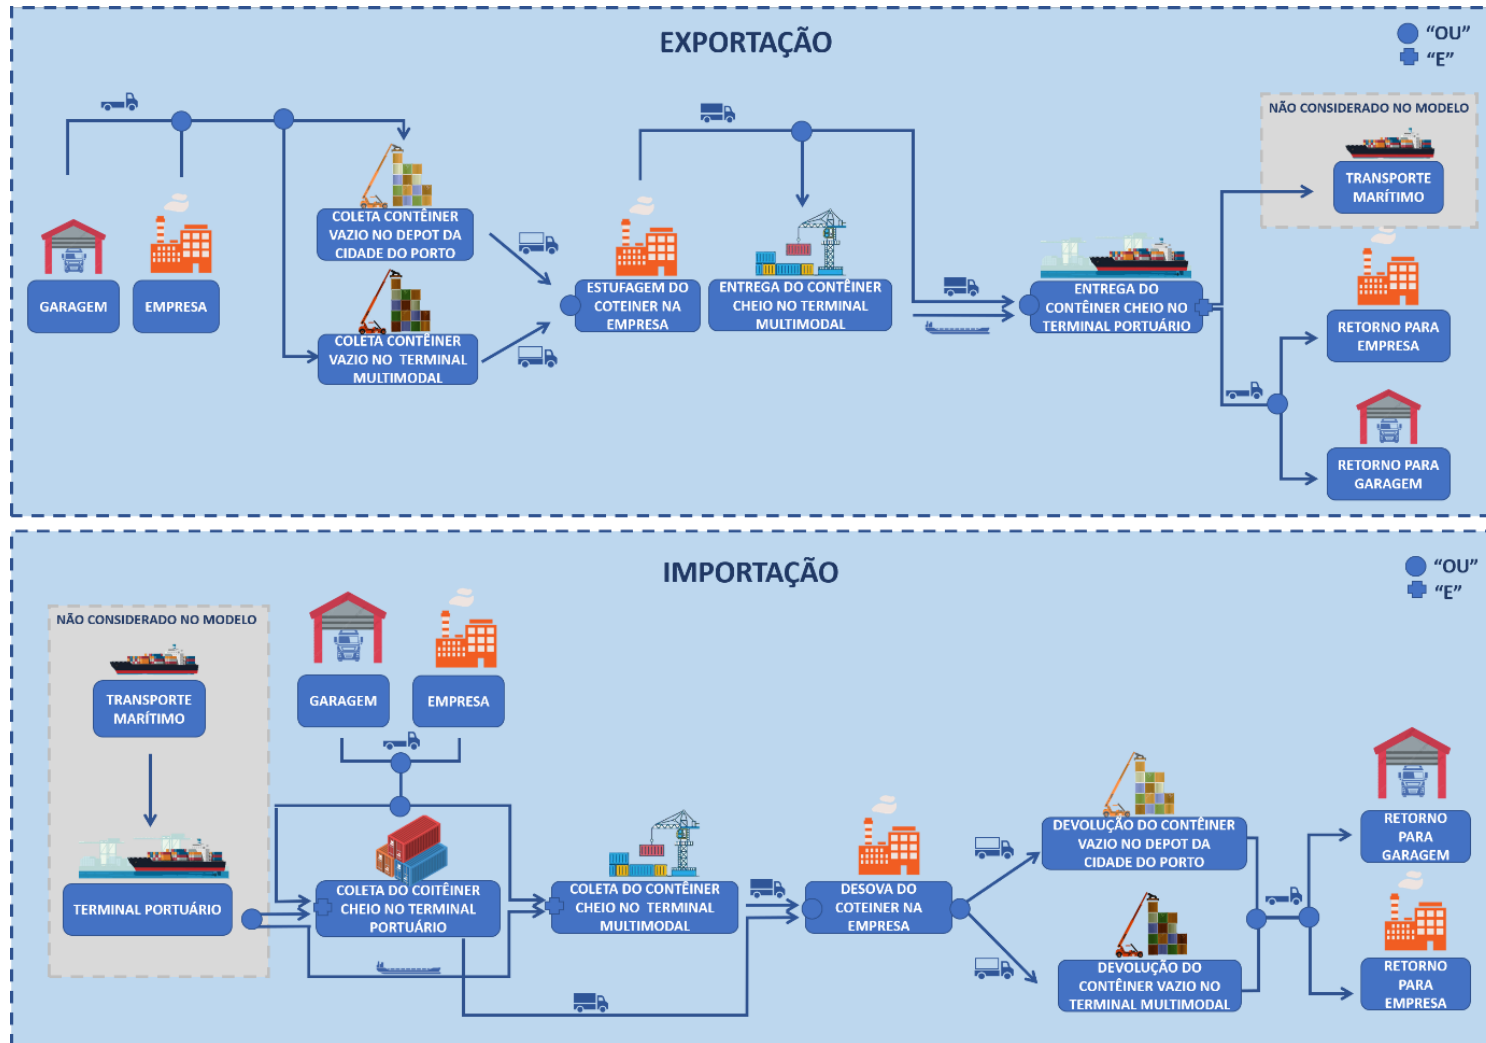 EXPORTAÇÃO
“OU”
“E”
NÃO CONSIDERADO NO MODELO
TRANSPORTE
MARÍTIMO
COLETA CONTÊINER
VAZIO NO DEPOT DA
CIDADE DO PORTO
GARAGEM
EMPRESA
ESTUFAGEM DO
COTEINER NA
EMPRESA
ENTREGA DO CONTÊINER
CHEIO NO TERMINAL
MULTIMODAL
ENTREGA DO
CONTÊINER CHEIO NO
TERMINAL PORTUÁRIO
RETORNO PARA
EMPRESA
COLETA CONTÊINER
VAZIO NO TERMINAL
MULTIMODAL
RETORNO PARA
GARAGEM
IMPORTAÇÃO
“OU”
“E”
NÃO CONSIDERADO NO MODELO
TRANSPORTE
MARÍTIMO
GARAGEM
EMPRESA
TERMINAL PORTUÁRIO
COLETA DO COITÊINER
CHEIO NO TERMINAL
PORTUÁRIO
COLETA DO CONTÊINER
CHEIO NO TERMINAL
MULTIMODAL
DESOVA DO
COTEINER NA
EMPRESA
DEVOLUÇÃO DO CONTÊINER
VAZIO NO DEPOT DA
CIDADE DO PORTO
RETORNO
PARA
GARAGEM
DEVOLUÇÃO DO
CONTÊINER VAZIO NO
TERMINAL MULTIMODAL
RETORNO
PARA
EMPRESA